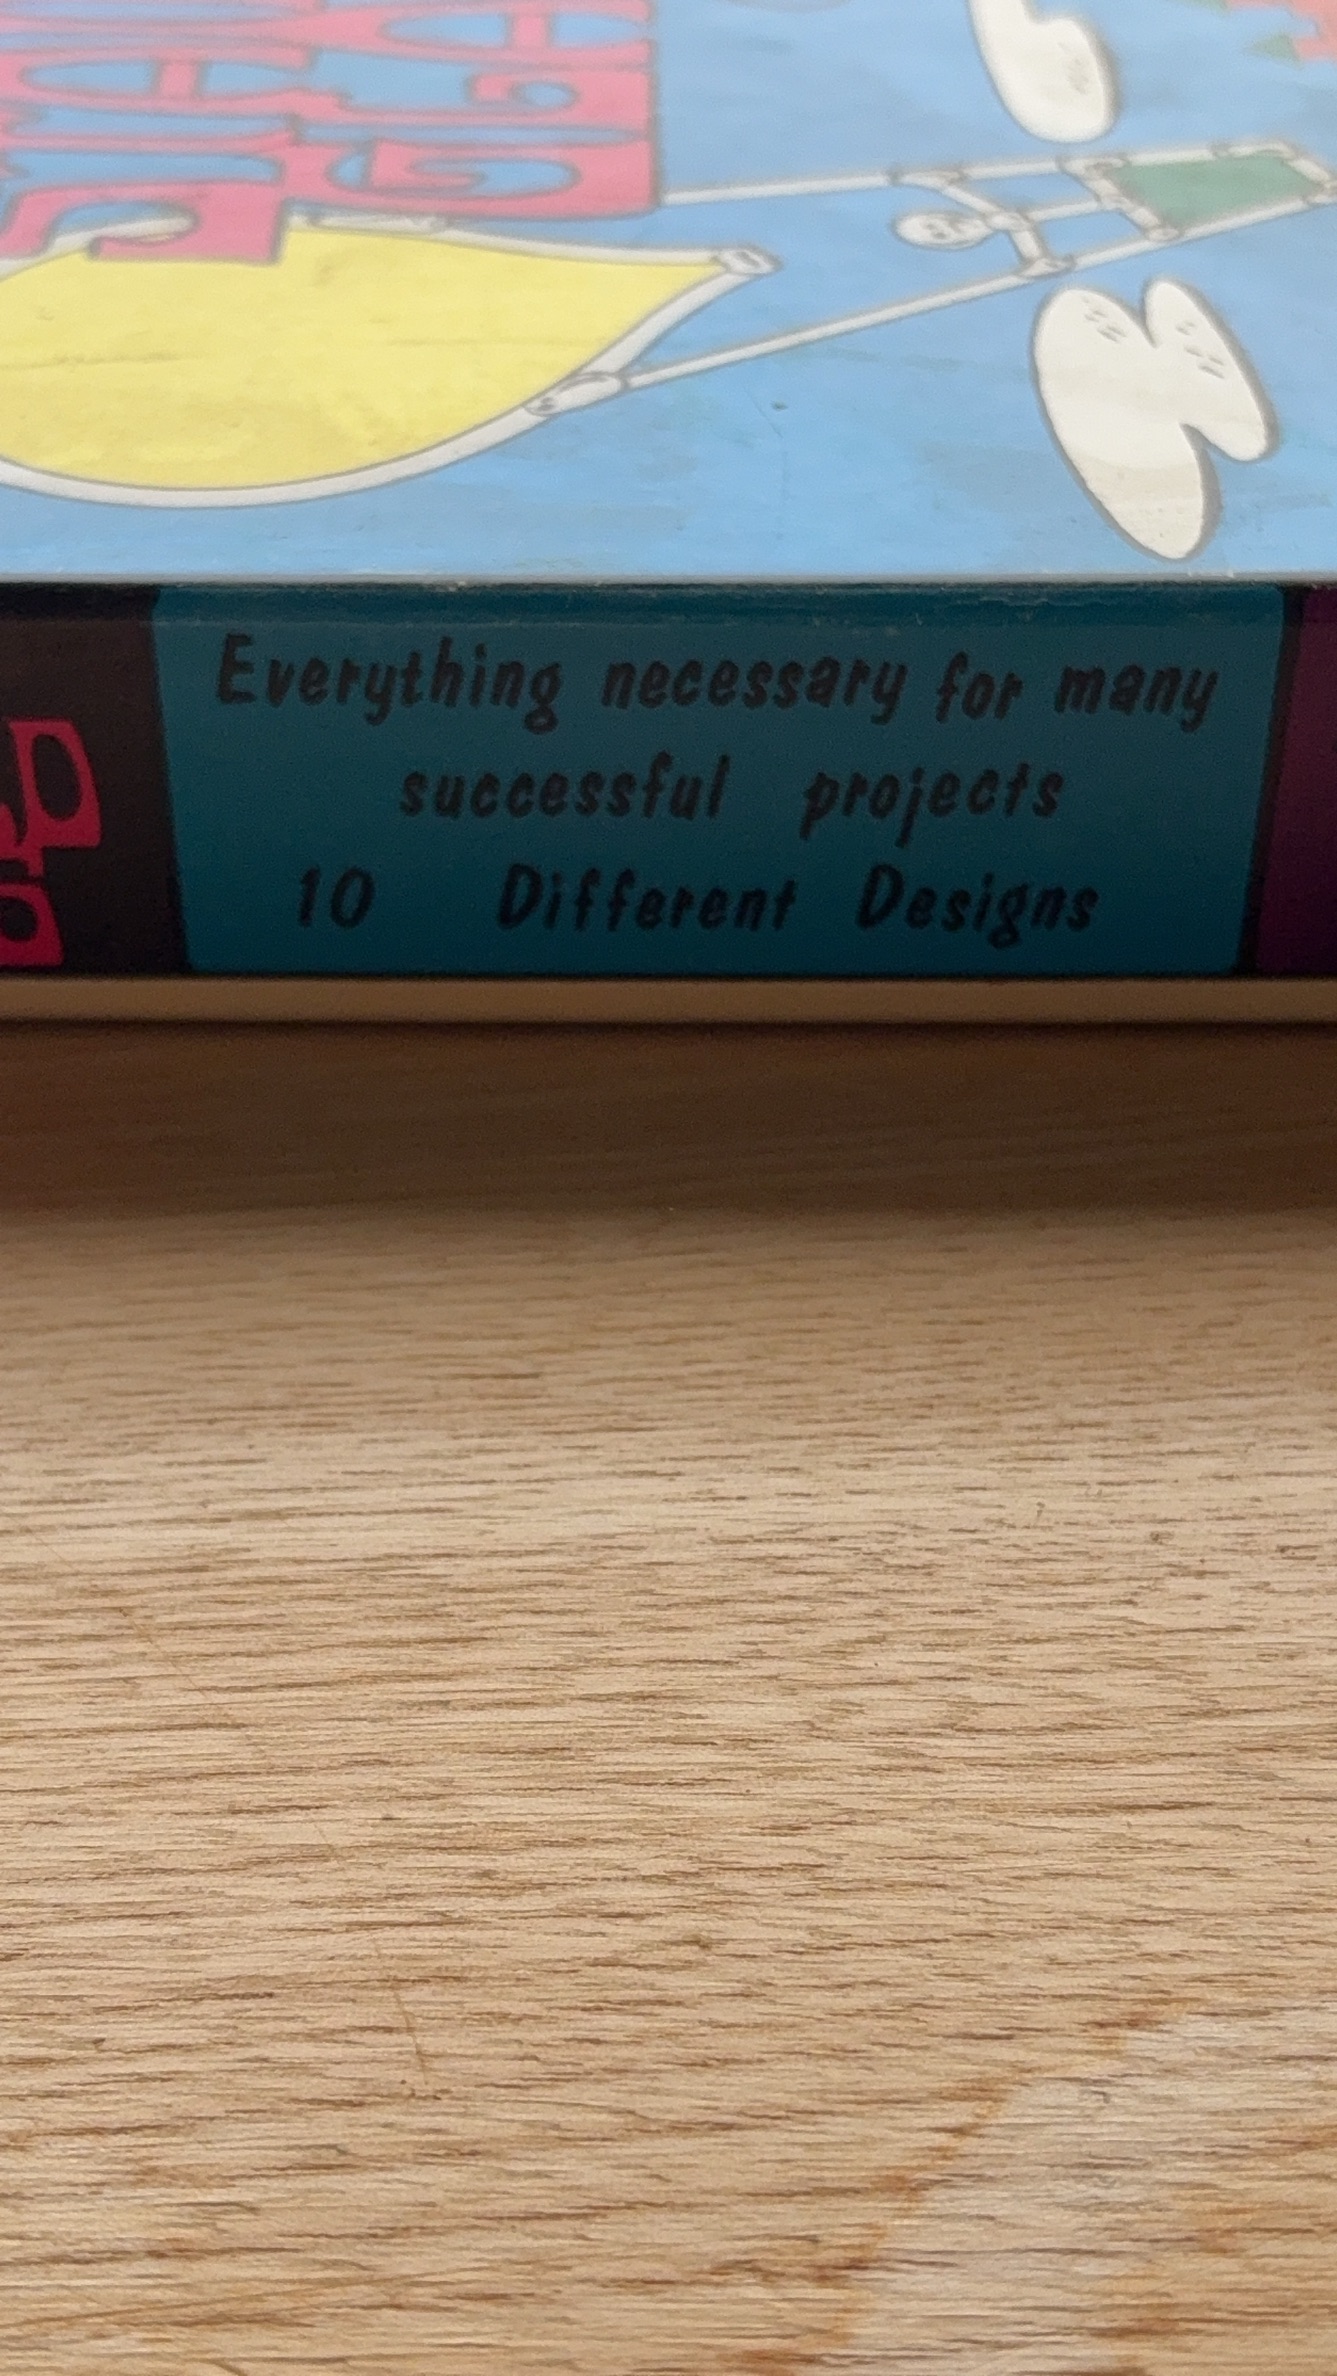 Everything necessary for many
successful projects
10 Different Designs